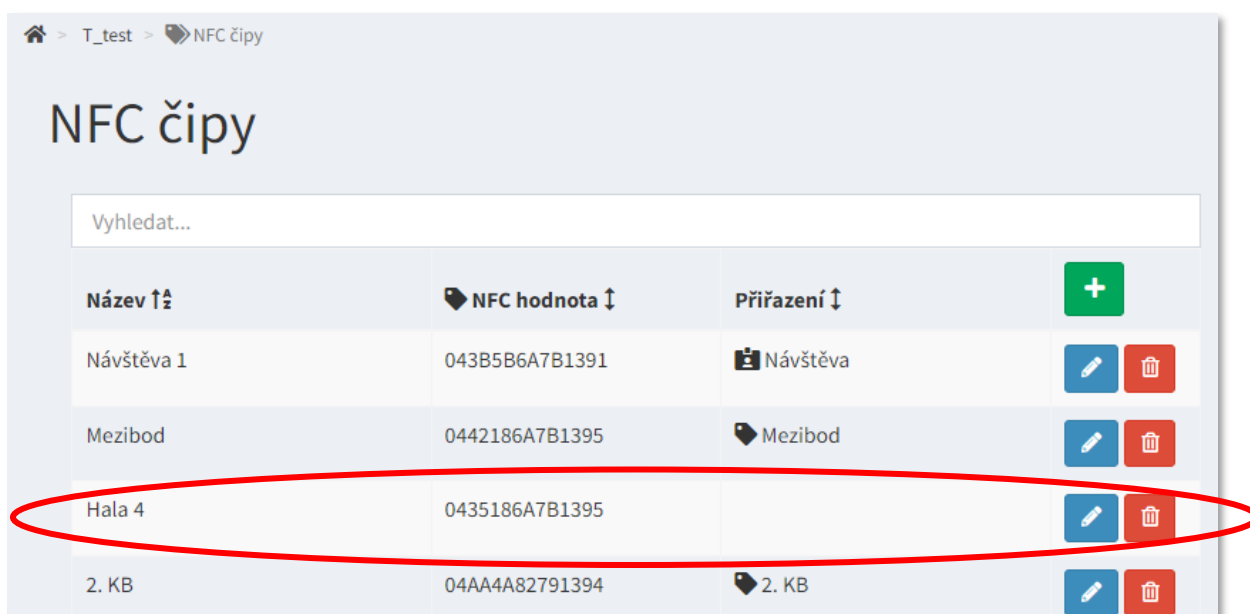 > T_test > NFC čipy
NFC čipy
Vyhledat...
Název NFC hodnota Přiřazení
Návštěva 1 043B5B6A7B1391 Návštěva
Mezibod 0442186A7B1395 Mezibod
Hala 4 0435186A7B1395
2. KB 04AA4A82791394 2. KB